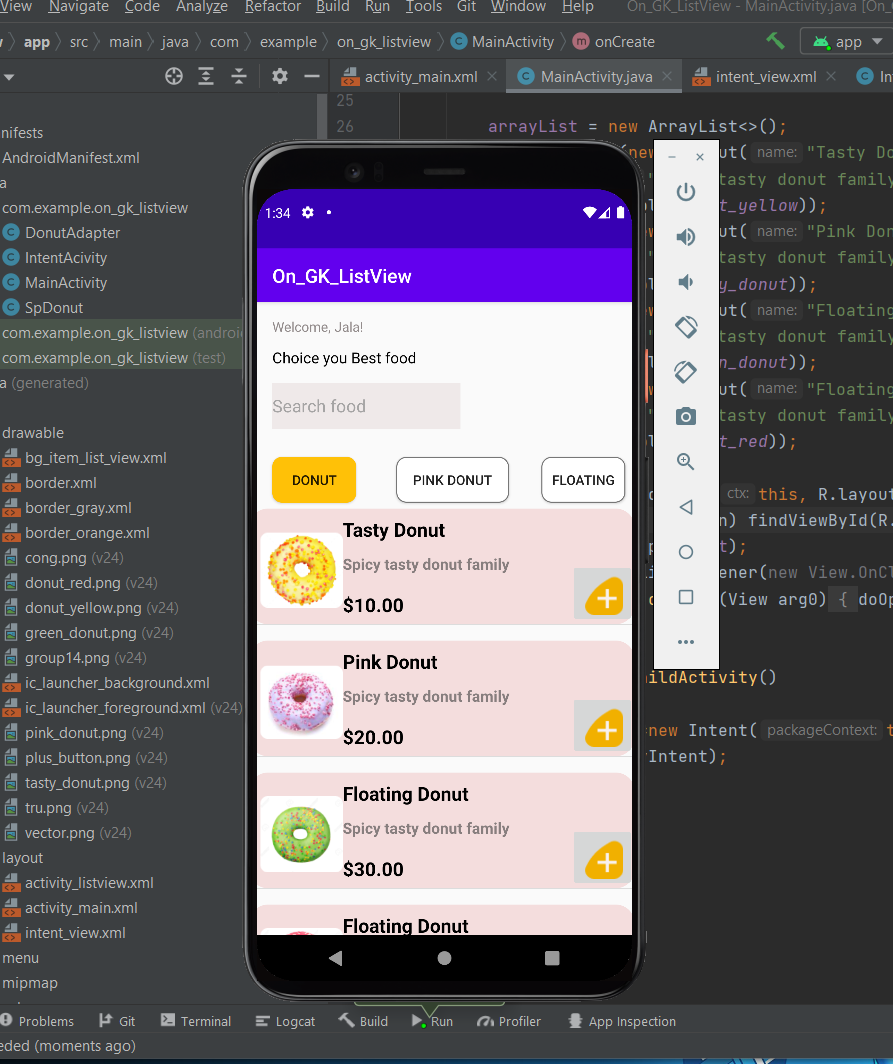 View Navigate Code Analyze Refactor Build Run Tools Git Window Help On_GK_ListView - MainActivity.java [On_
app src main java com example on_gk_listview MainActivity onCreate app
activity_main.xml MainActivity.java intent_view.xml
25
26 arrayList = new ArrayList<>();
nifests
AndroidManifest.xml
a
com.example.on_gk_listview
DonutAdapter
IntentAcivity
MainActivity
SpDonut
com.example.on_gk_listview (androi
com.example.on_gk_listview (test)
a (generated)
drawable
bg_item_list_view.xml
border.xml
border_gray.xml
border_orange.xml
cong.png (v24)
donut_red.png (v24)
donut_yellow.png (v24)
green_donut.png (v24)
group14.png (v24)
ic_launcher_background.xml
ic_launcher_foreground.xml (v24)
pink_donut.png (v24)
plus_button.png (v24)
tasty_donut.png (v24)
tru.png (v24)
vector.png (v24)
layout
activity_listview.xml
activity_main.xml
intent_view.xml
menu
mipmap
1:34
On_GK_ListView
Welcome, Jala!
Choice you Best food
Search food
DONUT PINK DONUT FLOATING
Tasty Donut
Spicy tasty donut family
$10.00
Pink Donut
Spicy tasty donut family
$20.00
Floating Donut
Spicy tasty donut family
$30.00
Floating Donut
ut( name: "Tasty Do
tasty donut family
t_yellow));
ut( name: "Pink Don
tasty donut family
y_donut));
ut( name: "Floating
tasty donut family
n_donut));
ut( name: "Floating
tasty donut family
t_red));
ctx: this, R.layou
n) findViewById(R.
t);
ener(new View.OnCl
(View arg0) { doOp
ildActivity()
new Intent( packageContext: t
Intent);
Problems Git Terminal Logcat Build Run Profiler App Inspection
eded (moments ago)